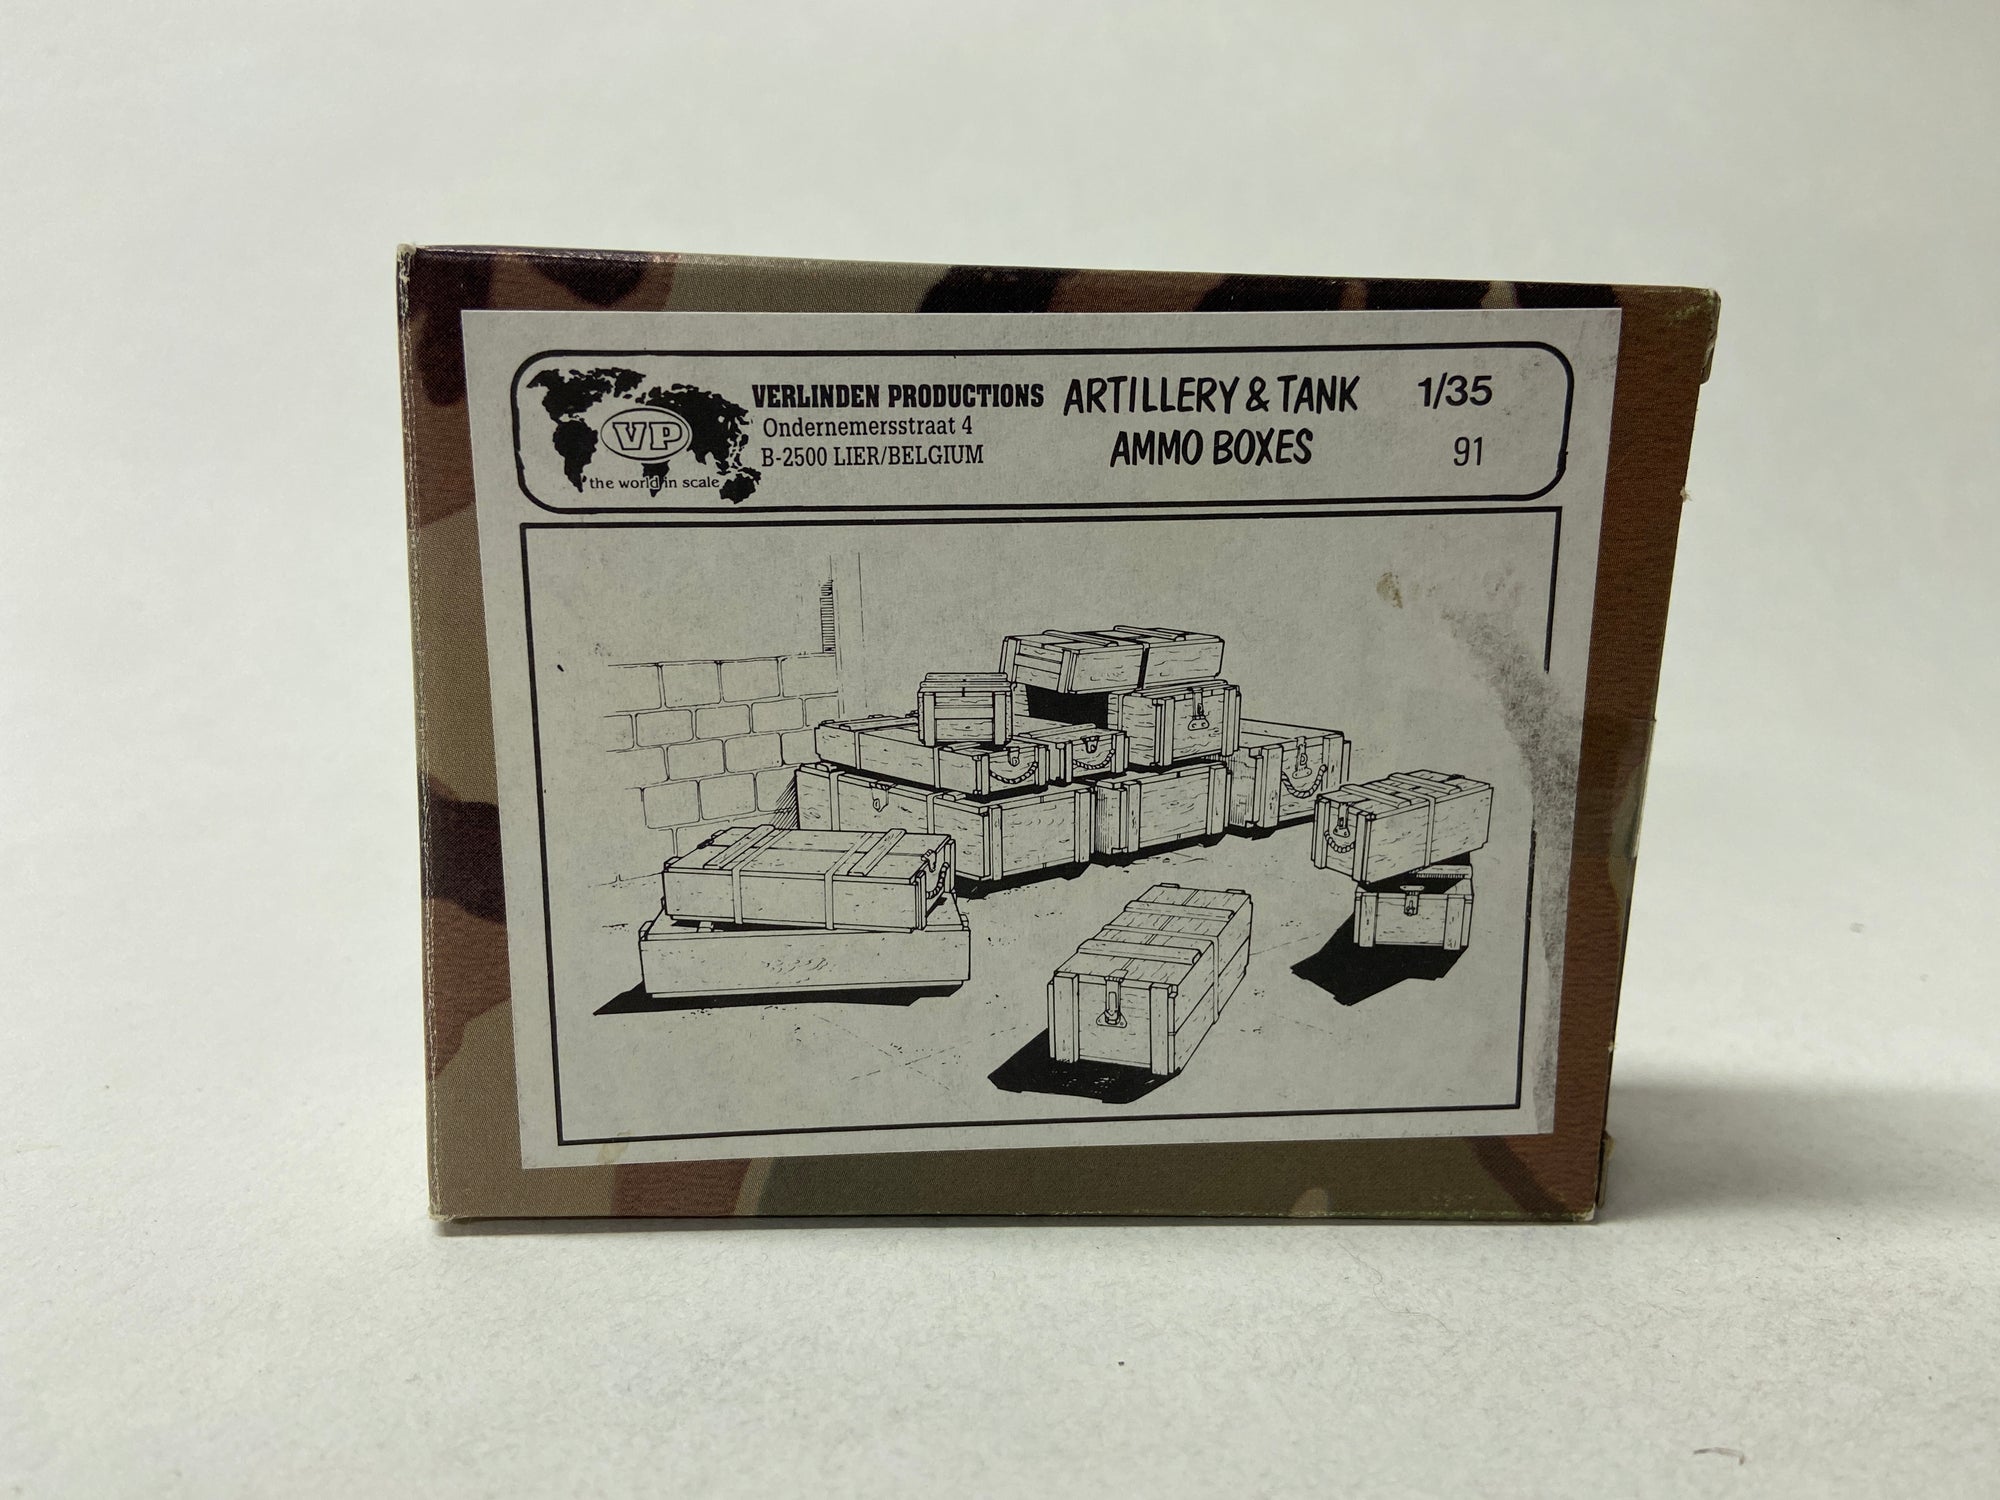 VP
the world in scale
VERLINDEN PRODUCTIONS
Ondernemersstraat 4
B-2500 LIER/BELGIUM
ARTILLERY & TANK
AMMO BOXES
1/35
91